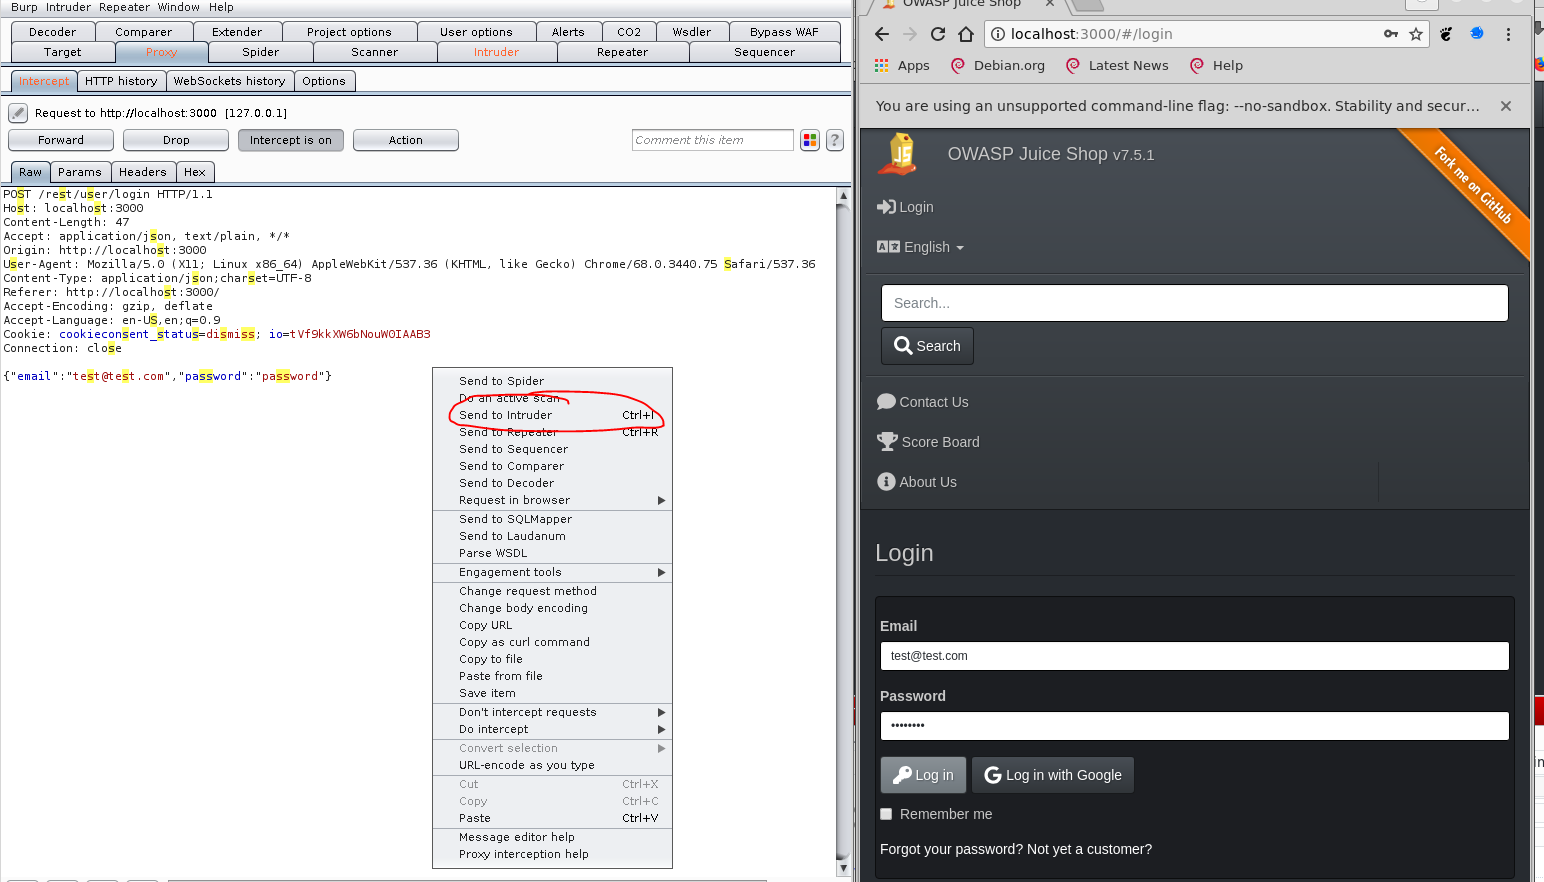 Burp Intruder Repeater Window Help
Decoder Comparer Extender Project options User options Alerts CO2 Wsdler Bypass WAF
Target Proxy Spider Scanner Intruder Repeater Sequencer
Intercept HTTP history WebSockets history Options
Request to http://localhost:3000 [127.0.0.1]
Forward Drop Intercept is on Action Comment this item ?
Raw Params Headers Hex
POST /rest/user/login HTTP/1.1
Host: localhost:3000
Content-Length: 47
Accept: application/json, text/plain, */*
Origin: http://localhost:3000
User-Agent: Mozilla/5.0 (X11; Linux x86_64) AppleWebKit/537.36 (KHTML, like Gecko) Chrome/68.0.3440.75 Safari/537.36
Content-Type: application/json;charset=UTF-8
Referer: http://localhost:3000/
Accept-Encoding: gzip, deflate
Accept-Language: en-US,en;q=0.9
Cookie: cookieconsent_status=dismiss; io=tVf9kkXW6bNouWOIAAB3
Connection: close
{"email":"test@test.com","password":"password"}
Send to Spider
Do an active scan
Send to Intruder Ctrl+I
Send to Repeater Ctrl+R
Send to Sequencer
Send to Comparer
Send to Decoder
Request in browser
Send to SQLMapper
Send to Laudanum
Parse WSDL
Engagement tools
Change request method
Change body encoding
Copy URL
Copy as curl command
Copy to file
Paste from file
Save item
Don't intercept requests
Do intercept
Convert selection
URL-encode as you type
Cut Ctrl+X
Copy Ctrl+C
Paste Ctrl+V
Message editor help
Proxy interception help
OWASP Juice Shop
localhost:3000/#/login
Apps Debian.org Latest News Help
You are using an unsupported command-line flag: --no-sandbox. Stability and secur...
JS
OWASP Juice Shop v7.5.1
Fork me on GitHub
Login
English
Search...
Search
Contact Us
Score Board
About Us
Login
Email
test@test.com
Password
••••••••
Log in Log in with Google
Remember me
Forgot your password? Not yet a customer?